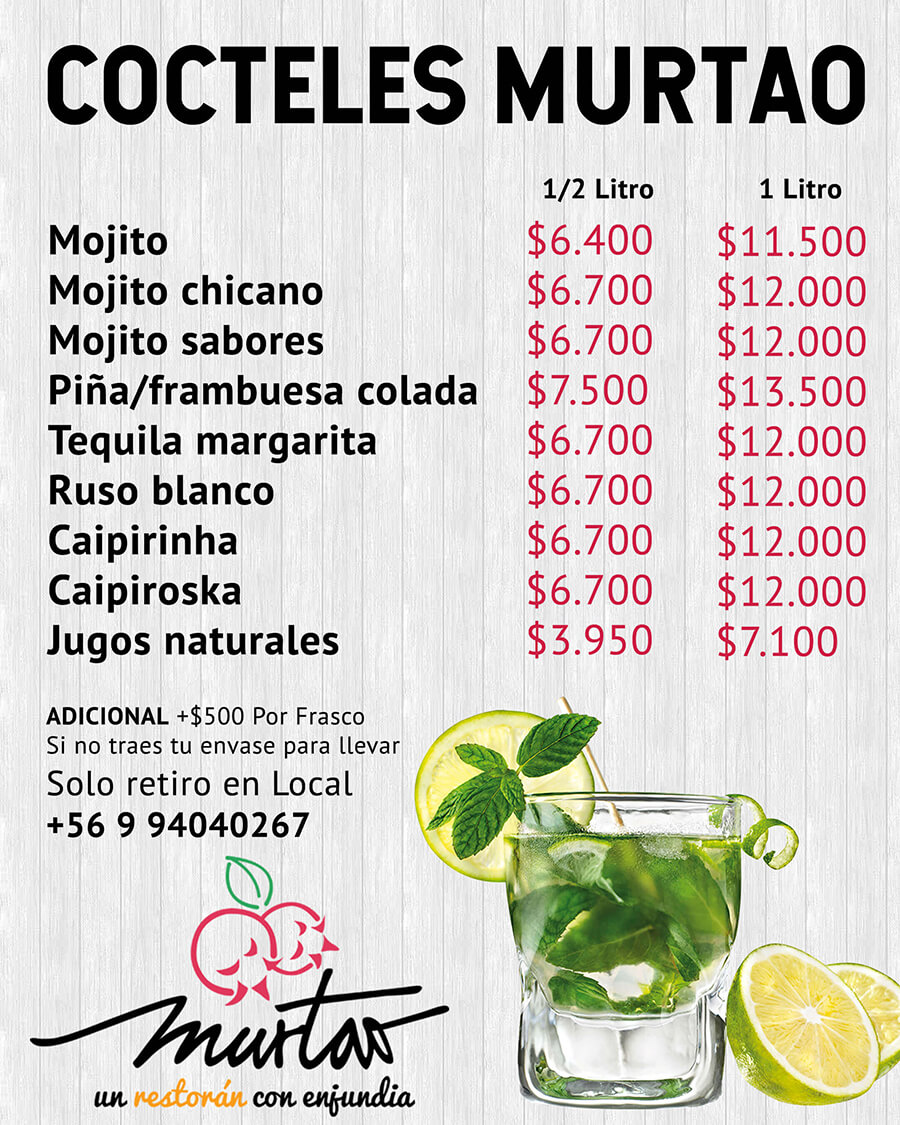 COCTELES MURTAO
1/2 Litro 1 Litro
Mojito $6.400 $11.500
Mojito chicano $6.700 $12.000
Mojito sabores $6.700 $12.000
Piña/frambuesa colada $7.500 $13.500
Tequila margarita $6.700 $12.000
Ruso blanco $6.700 $12.000
Caipirinha $6.700 $12.000
Caipiroska $6.700 $12.000
Jugos naturales $3.950 $7.100
ADICIONAL +$500 Por Frasco
Si no traes tu envase para llevar
Solo retiro en Local
+56 9 94040267
murtao
un restorán con enjundia